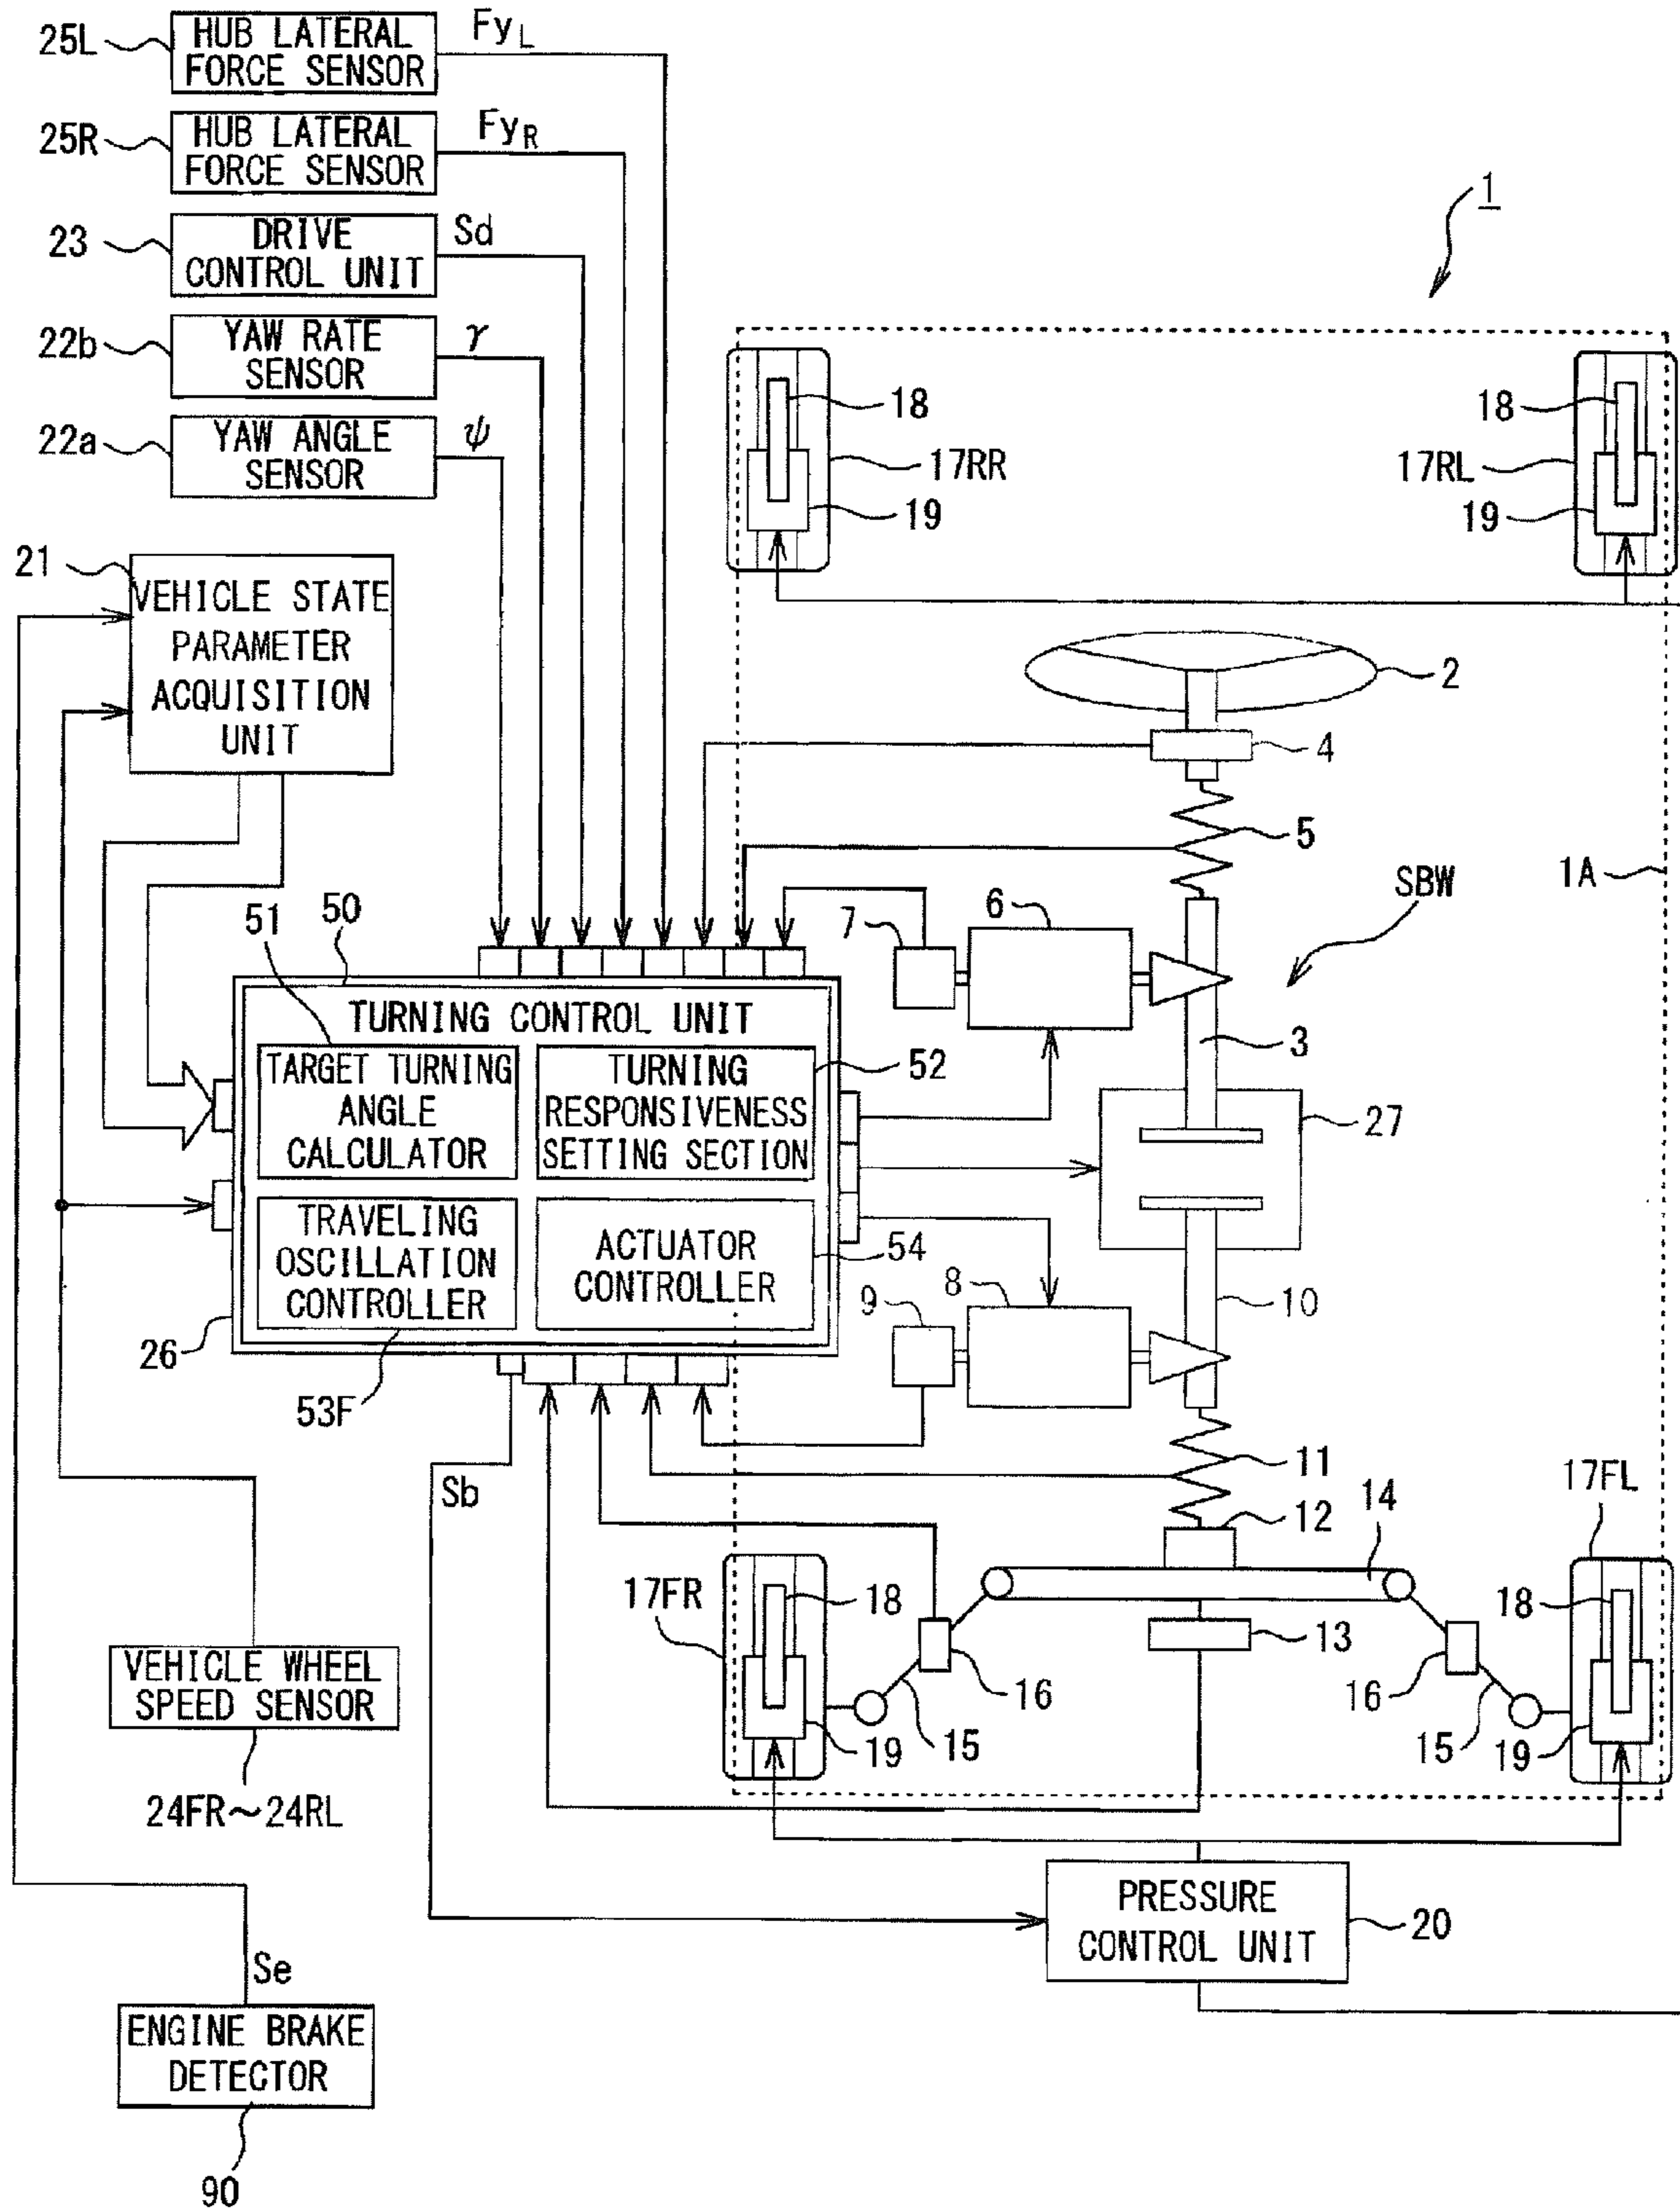 25L
HUB LATERAL
FORCE SENSOR
FyL
25R
HUB LATERAL
FORCE SENSOR
FyR
23
DRIVE
CONTROL UNIT
Sd
22b
YAW RATE
SENSOR
γ
22a
YAW ANGLE
SENSOR
ψ
1
18
17RR
19
18
17RL
19
21
VEHICLE STATE
PARAMETER
ACQUISITION
UNIT
2
4
5
1A
SBW
7
6
3
27
51
50
TURNING CONTROL UNIT
TARGET TURNING
ANGLE
CALCULATOR
TURNING
RESPONSIVENESS
SETTING SECTION
52
TRAVELING
OSCILLATION
CONTROLLER
ACTUATOR
CONTROLLER
54
26
53F
9
8
10
Sb
11
12
14
17FL
17FR
18
16
13
19
15
18
16
15
19
VEHICLE WHEEL
SPEED SENSOR
24FR~24RL
PRESSURE
CONTROL UNIT
20
Se
ENGINE BRAKE
DETECTOR
90